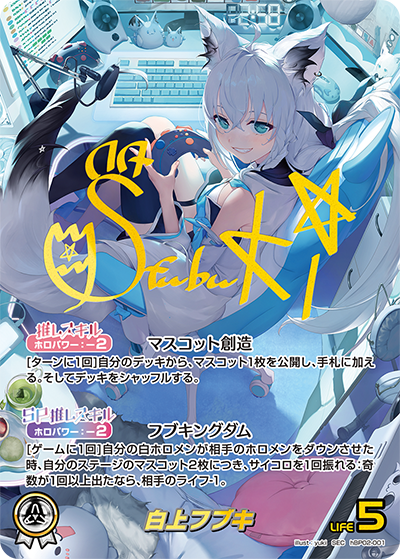 Fubuki
推しスキル
ホロパワー：－2
マスコット創造
[ターンに1回]自分のデッキから、マスコット1枚を公開し、手札に加え
る。そしてデッキをシャッフルする。
SP推しスキル
ホロパワー：－2
フブキングダム
[ゲームに1回]自分の白ホロメンが相手のホロメンをダウンさせた
時、自分のステージのマスコット2枚につき、サイコロを1回振れる：奇
数が1回以上出たなら、相手のライフ-1。
白上フブキ
LIFE 5
illust: yuki SEC hBP02-001